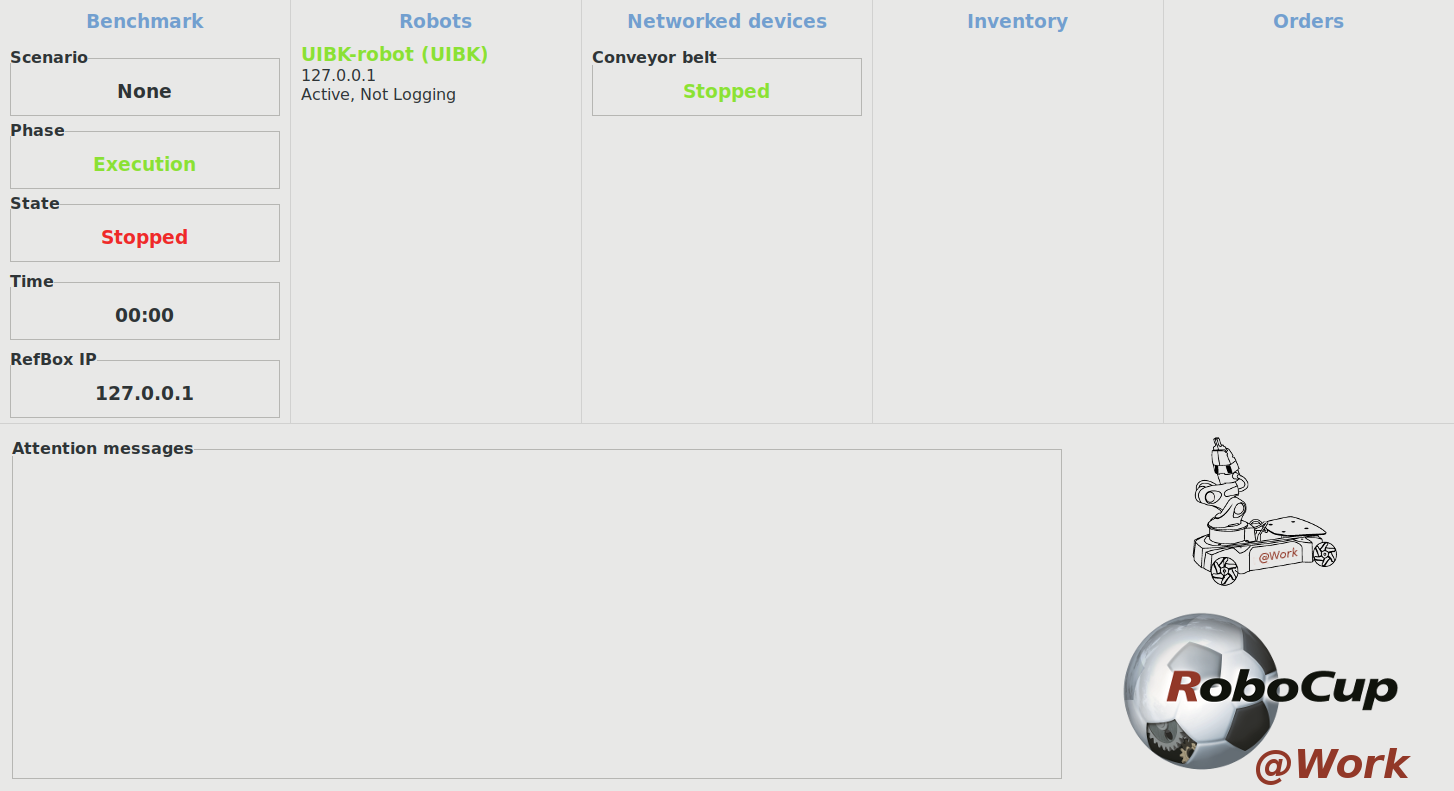 Benchmark
Scenario
None
Phase
Execution
State
Stopped
Time
00:00
RefBox IP
127.0.0.1
Robots
UIBK-robot (UIBK)
127.0.0.1
Active, Not Logging
Networked devices
Conveyor belt
Stopped
Inventory
Orders
Attention messages
@Work
RoboCup
@Work